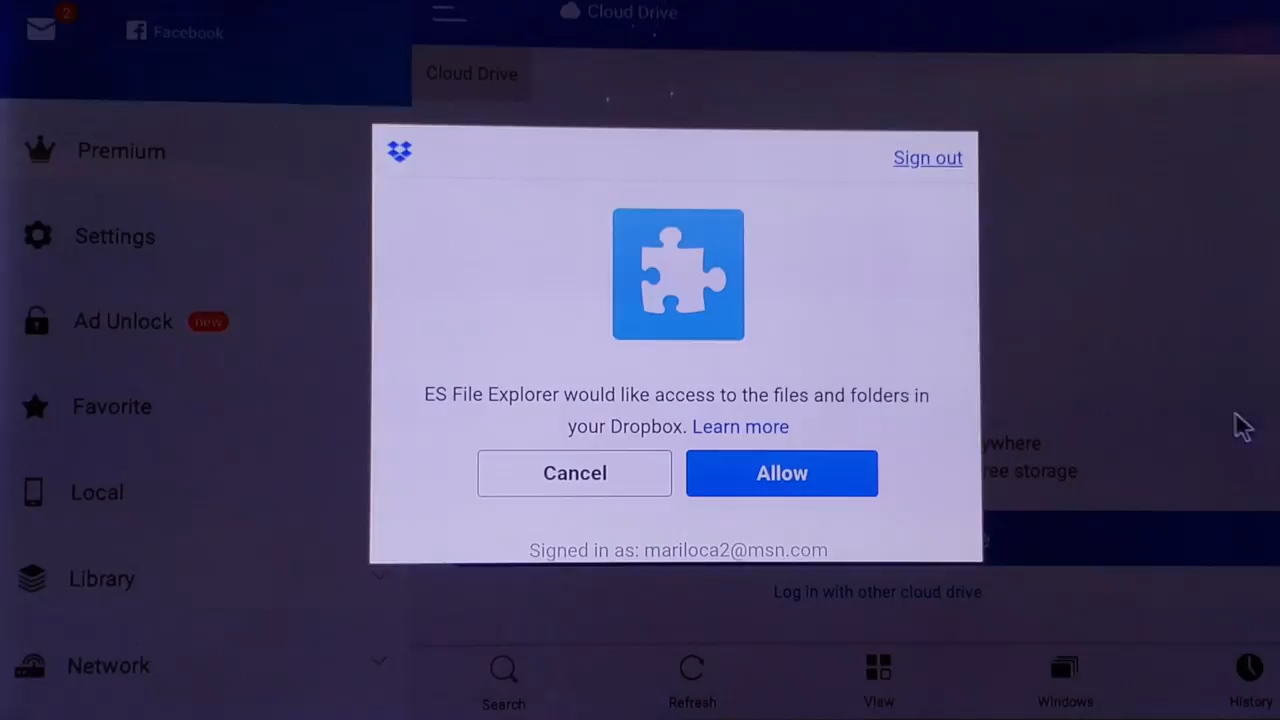 2
Facebook
Cloud Drive
Cloud Drive
Premium
Settings
Ad Unlock new
Favorite
Local
Library
Network
Sign out
ES File Explorer would like access to the files and folders in
your Dropbox. Learn more
Cancel
Allow
Signed in as: mariloca2@msn.com
ywhere
ree storage
Log in with other cloud drive
Search
Refresh
View
Windows
History